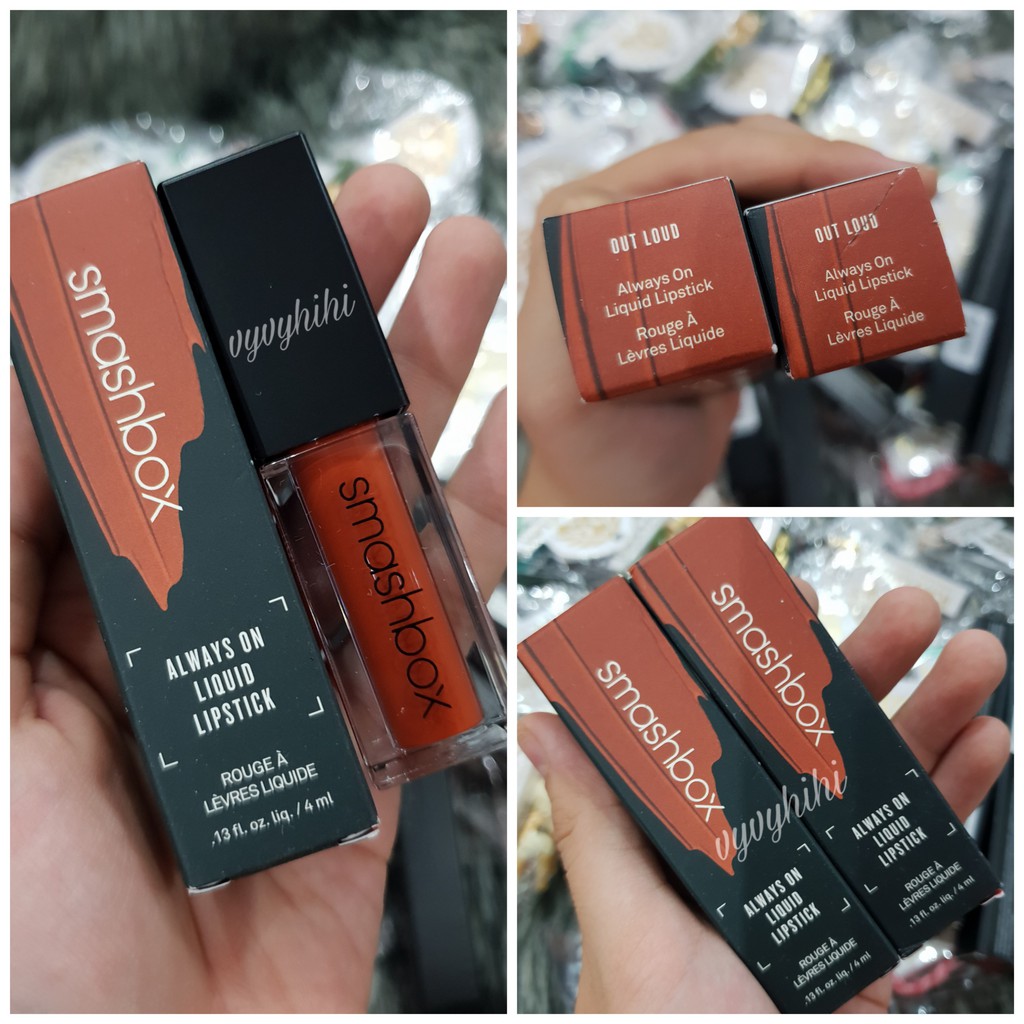 smashbox
ALWAYS ON
LIQUID
LIPSTICK
ROUGE À
LÈVRES LIQUIDE
.13 fl. oz. liq. / 4 ml
vyvyhihi
smashbox
OUT LOUD
Always On
Liquid Lipstick
Rouge À
Lèvres Liquide
OUT LOUD
Always On
Liquid Lipstick
Rouge À
Lèvres Liquide
smashbox
ALWAYS ON
LIQUID
LIPSTICK
ROUGE À
LÈVRES LIQUIDE
.13 fl. oz. liq. / 4 ml
smashbox
ALWAYS ON
LIQUID
LIPSTICK
ROUGE À
LÈVRES LIQUIDE
.13 fl. oz. liq. / 4 ml
vyvyhihi